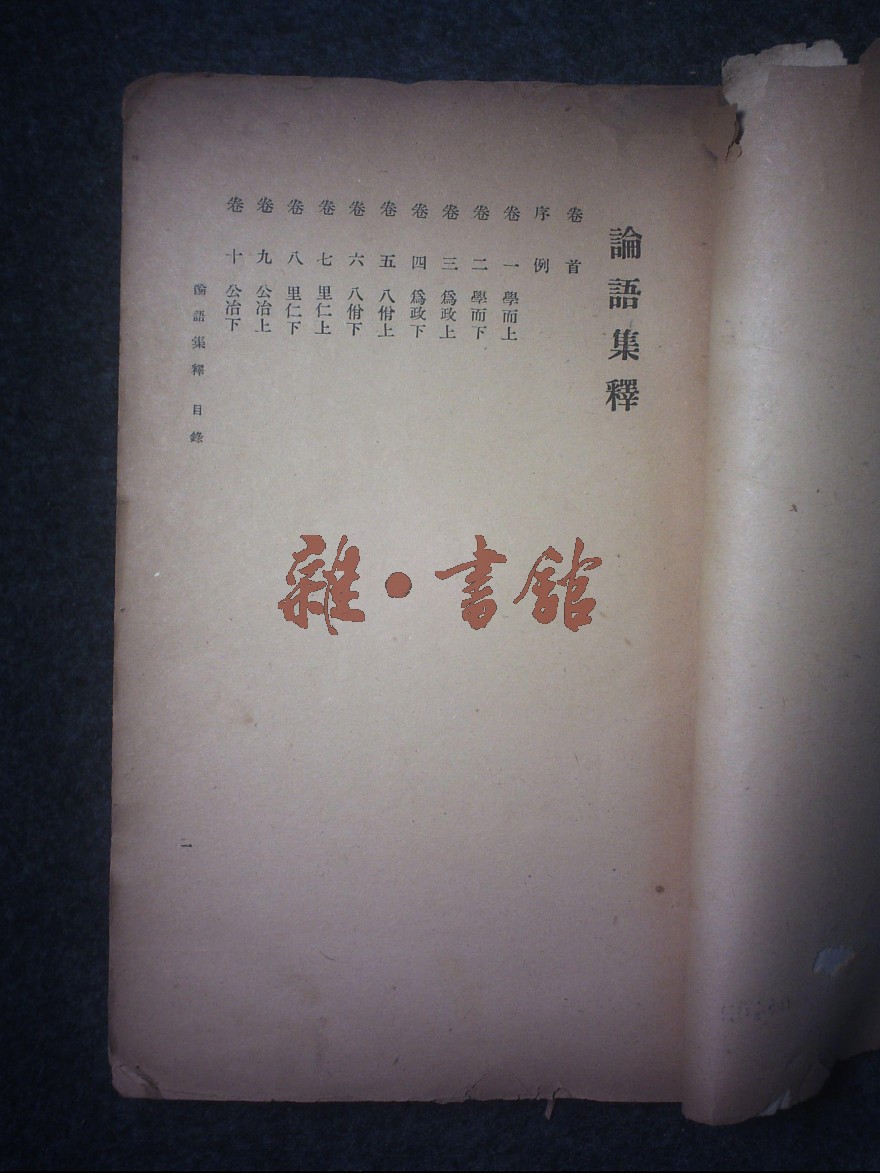 論語集釋
卷首
序例
卷一 學而上
卷二 學而下
卷三 爲政上
卷四 爲政下
卷五 八佾上
卷六 八佾下
卷七 里仁上
卷八 里仁下
卷九 公冶上
卷十 公冶下
論語集釋 目錄
一
雜·書館